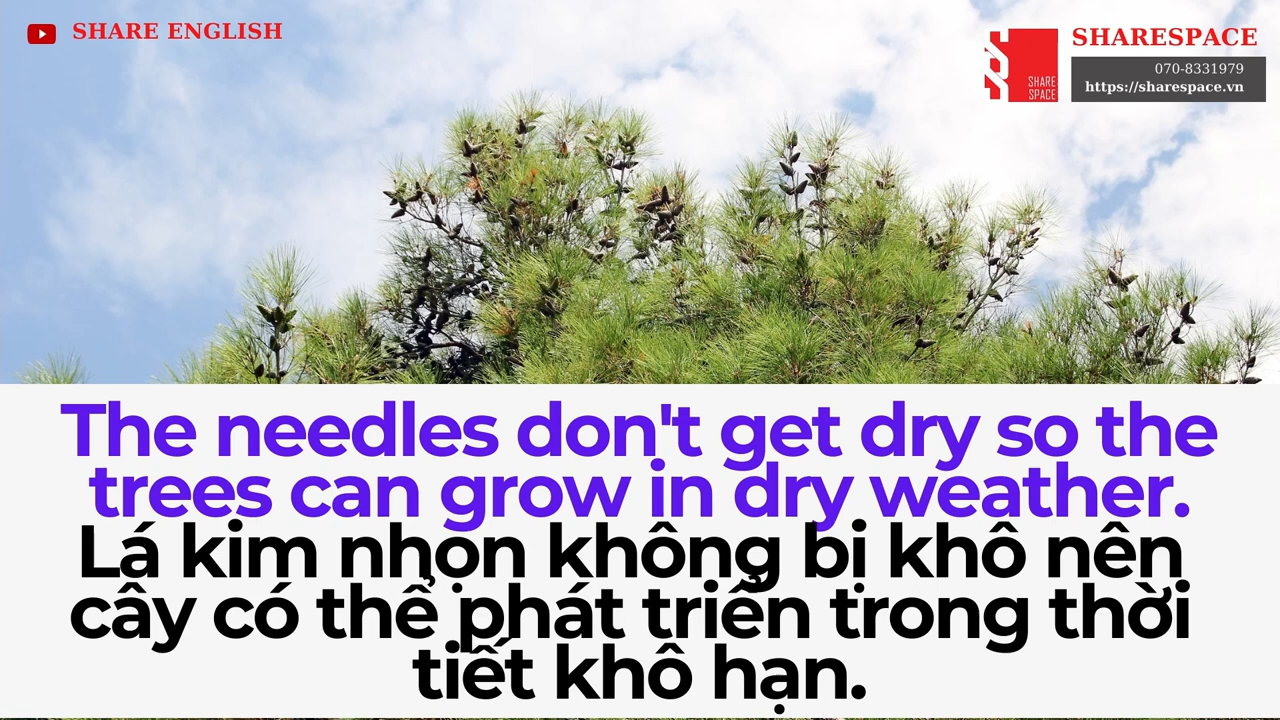 SHARE ENGLISH
SHARESPACE
070-8331979
https://sharespace.vn
SHARE
SPACE
The needles don't get dry so the
trees can grow in dry weather.
Lá kim nhọn không bị khô nên
cây có thể phát triển trong thời
tiết khô hạn.